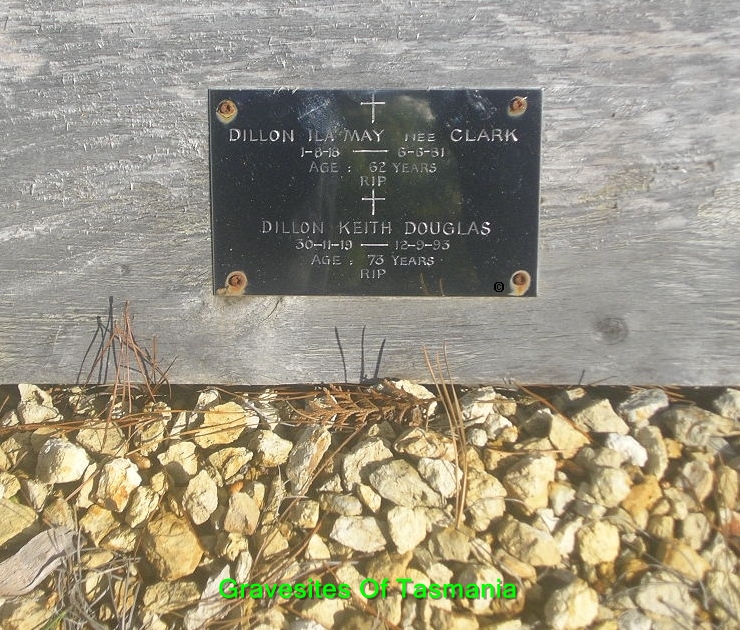 DILLON ILA MAY NEE CLARK
1-8-18 — 6-6-81
AGE : 62 YEARS
RIP
DILLON KEITH DOUGLAS
30-11-19 — 12-9-93
AGE : 73 YEARS
RIP
©
Gravesites Of Tasmania